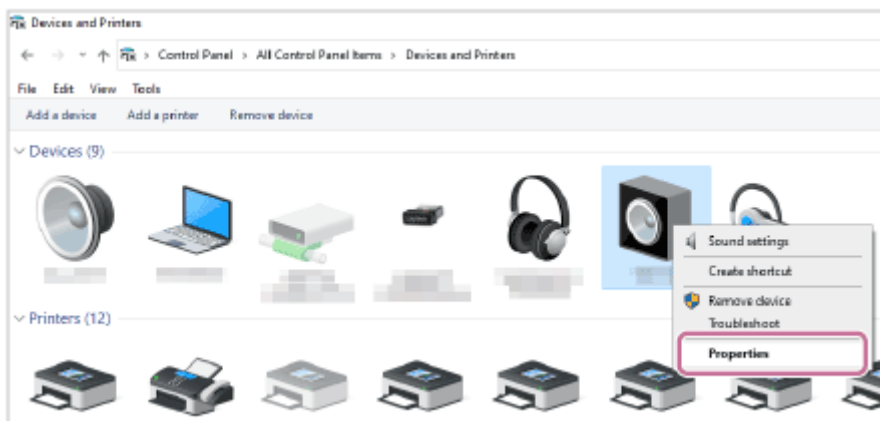 Devices and Printers
Control Panel > All Control Panel Items > Devices and Printers
File Edit View Tools
Add a device Add a printer Remove device
Devices (9)
Sound settings
Create shortcut
Remove device
Troubleshoot
Properties
Printers (12)